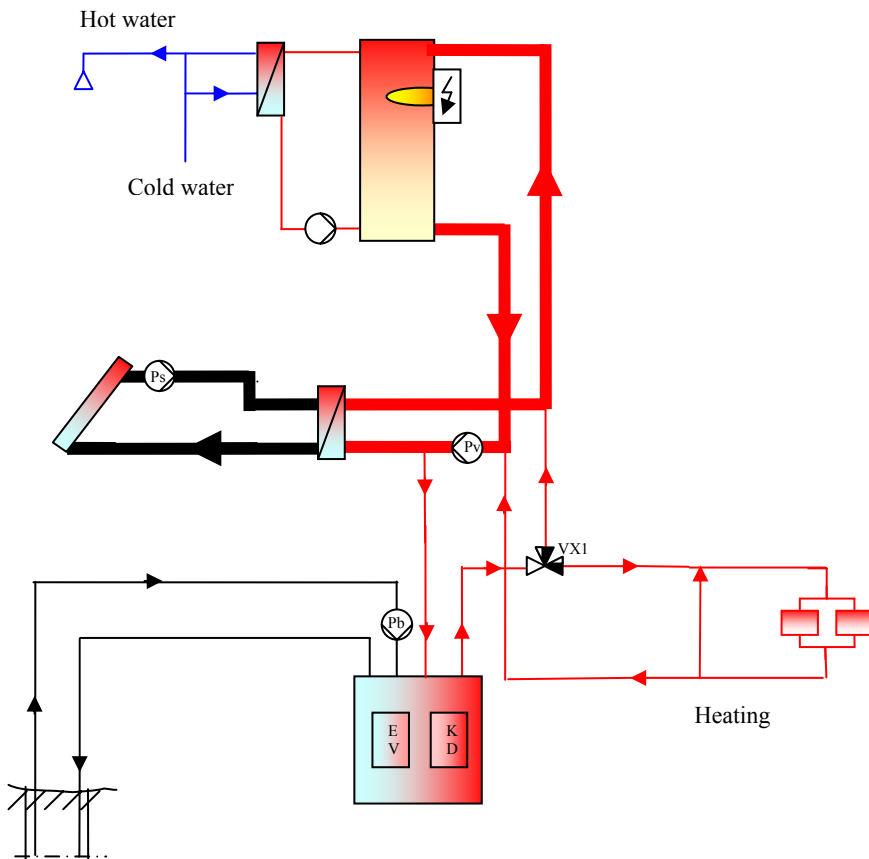 Hot water
Cold water
Ps
Pv
VX1
Pb
E
V
K
D
Heating